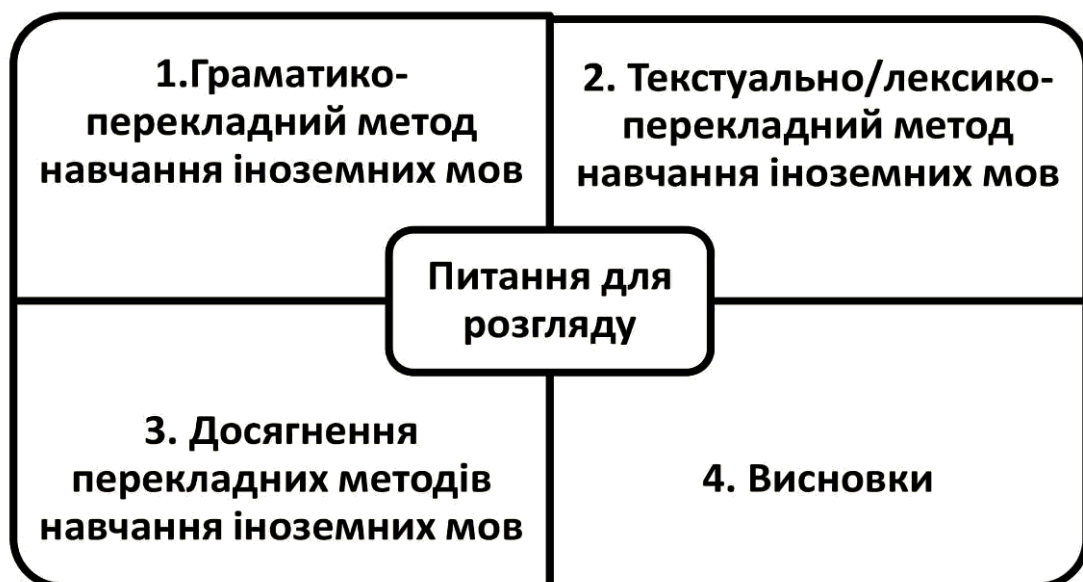 1.Граматико-
перекладний метод
навчання іноземних мов
2. Текстуально/лексико-
перекладний метод
навчання іноземних мов
Питання для
розгляду
3. Досягнення
перекладних методів
навчання іноземних мов
4. Висновки